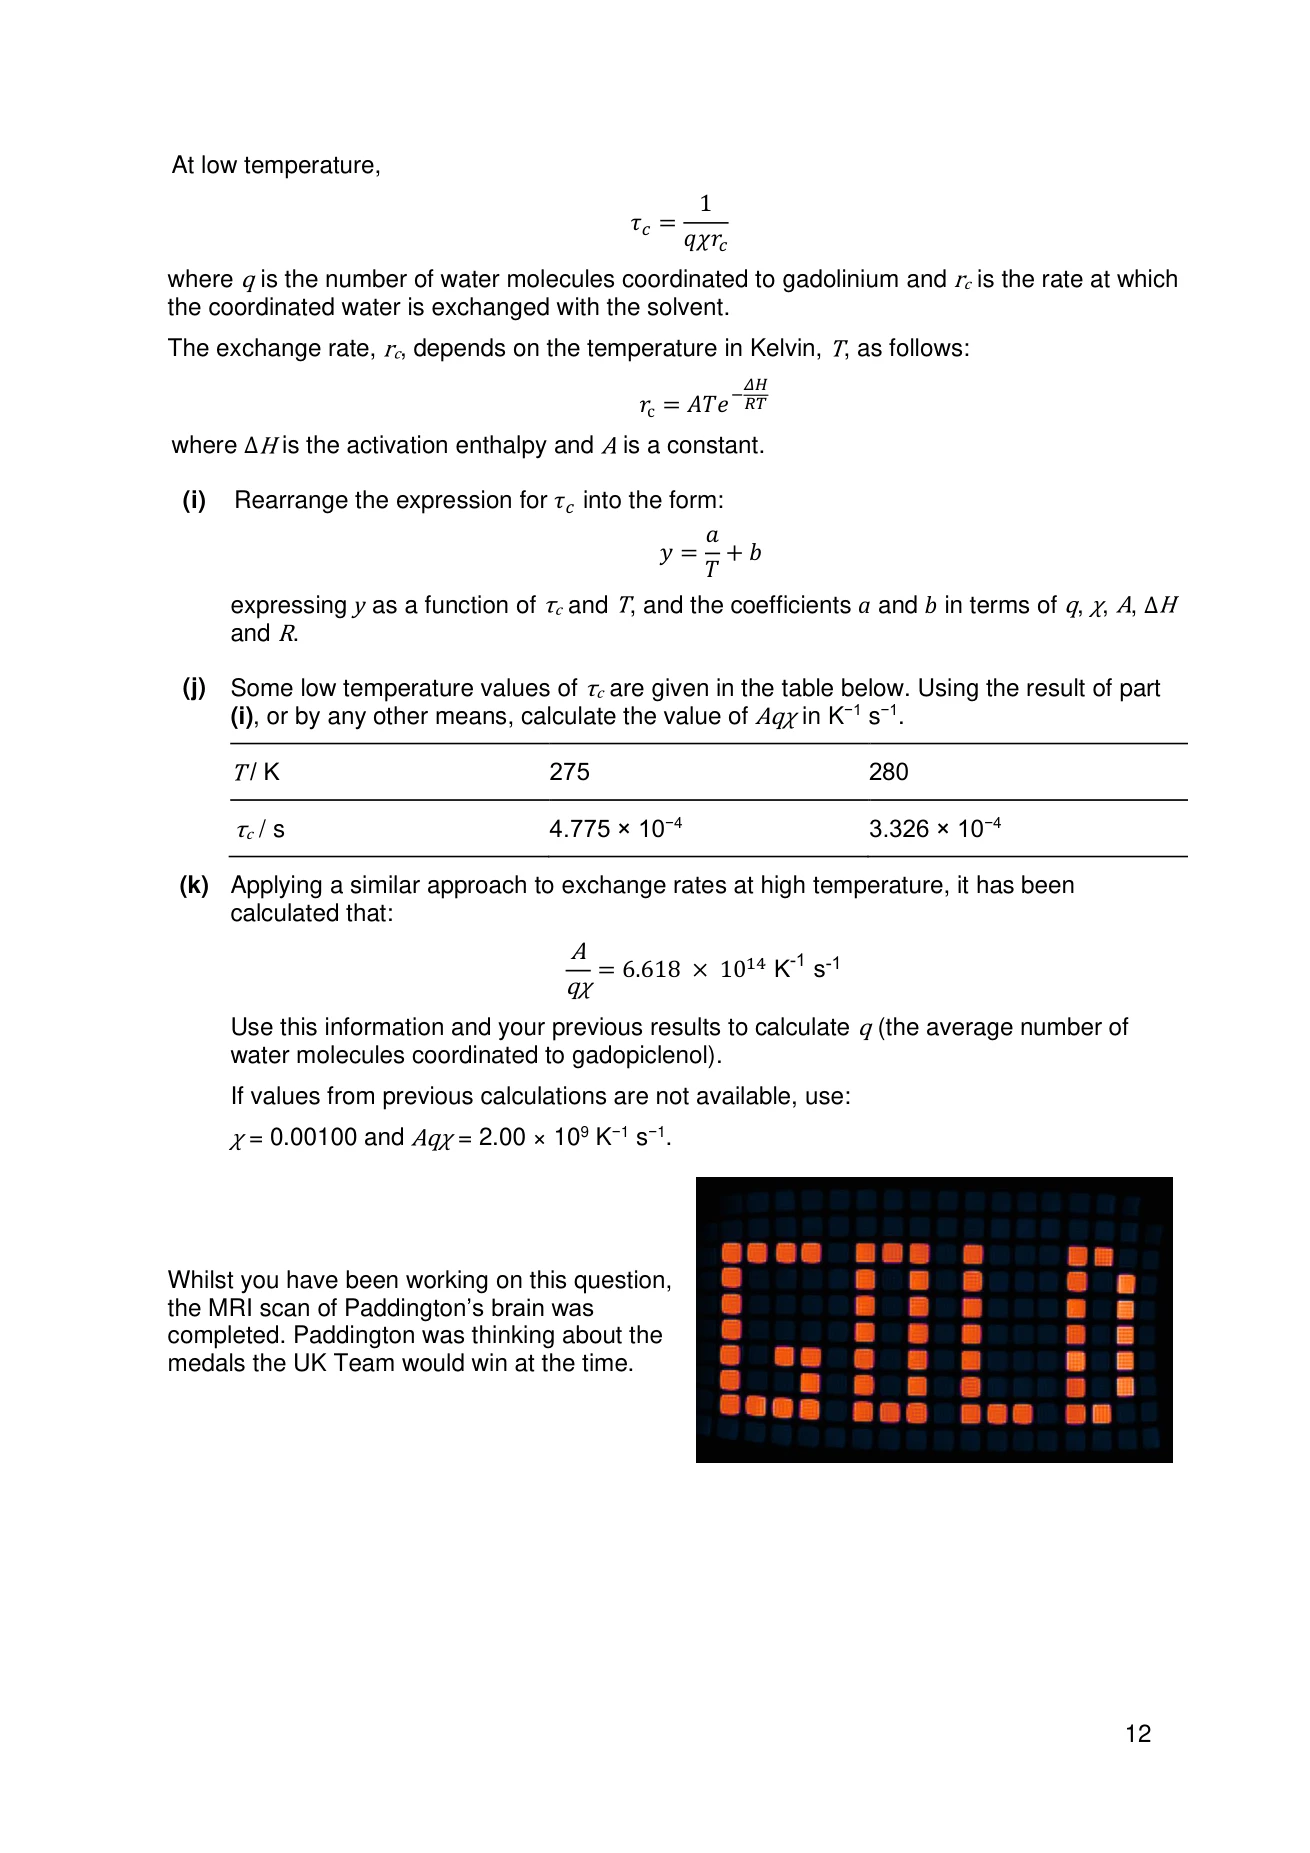 At low temperature,
τc = 1 / qχrc
where q is the number of water molecules coordinated to gadolinium and rc is the rate at which
the coordinated water is exchanged with the solvent.
The exchange rate, rc, depends on the temperature in Kelvin, T, as follows:
rc = ATe^(−ΔH/RT)
where ΔH is the activation enthalpy and A is a constant.
(i) Rearrange the expression for τc into the form:
y = a/T + b
expressing y as a function of τc and T, and the coefficients a and b in terms of q, χ, A, ΔH
and R.
(j) Some low temperature values of τc are given in the table below. Using the result of part
(i), or by any other means, calculate the value of Aqχ in K⁻¹ s⁻¹.
T / K 275 280
τc / s 4.775 × 10⁻⁴ 3.326 × 10⁻⁴
(k) Applying a similar approach to exchange rates at high temperature, it has been
calculated that:
A / qχ = 6.618 × 10¹⁴ K⁻¹ s⁻¹
Use this information and your previous results to calculate q (the average number of
water molecules coordinated to gadopiclenol).
If values from previous calculations are not available, use:
χ = 0.00100 and Aqχ = 2.00 × 10⁹ K⁻¹ s⁻¹.
Whilst you have been working on this question,
the MRI scan of Paddington’s brain was
completed. Paddington was thinking about the
medals the UK Team would win at the time.
GOLD
12